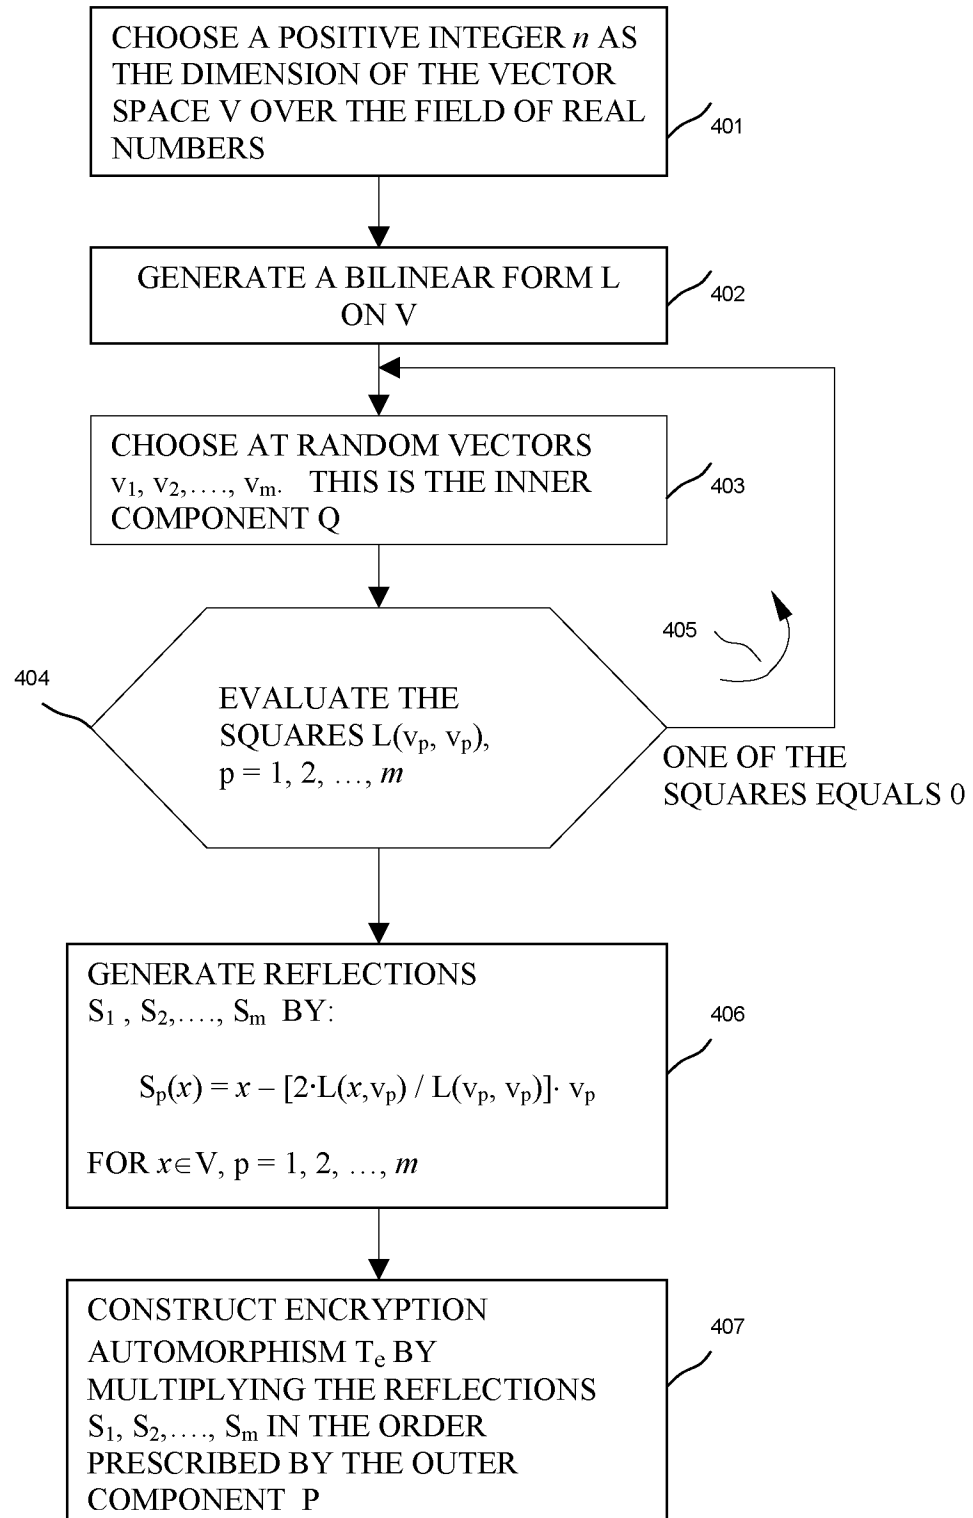 CHOOSE A POSITIVE INTEGER n AS
THE DIMENSION OF THE VECTOR
SPACE V OVER THE FIELD OF REAL
NUMBERS
401
GENERATE A BILINEAR FORM L
ON V
402
CHOOSE AT RANDOM VECTORS
v₁, v₂,…., vₘ. THIS IS THE INNER
COMPONENT Q
403
404
EVALUATE THE
SQUARES L(vₚ, vₚ),
p = 1, 2, …, m
405
ONE OF THE
SQUARES EQUALS 0
GENERATE REFLECTIONS
S₁ , S₂,…., Sₘ BY:
Sₚ(x) = x – [2·L(x,vₚ) / L(vₚ, vₚ)]· vₚ
FOR x∈V, p = 1, 2, …, m
406
CONSTRUCT ENCRYPTION
AUTOMORPHISM Tₑ BY
MULTIPLYING THE REFLECTIONS
S₁, S₂,…., Sₘ IN THE ORDER
PRESCRIBED BY THE OUTER
COMPONENT P
407